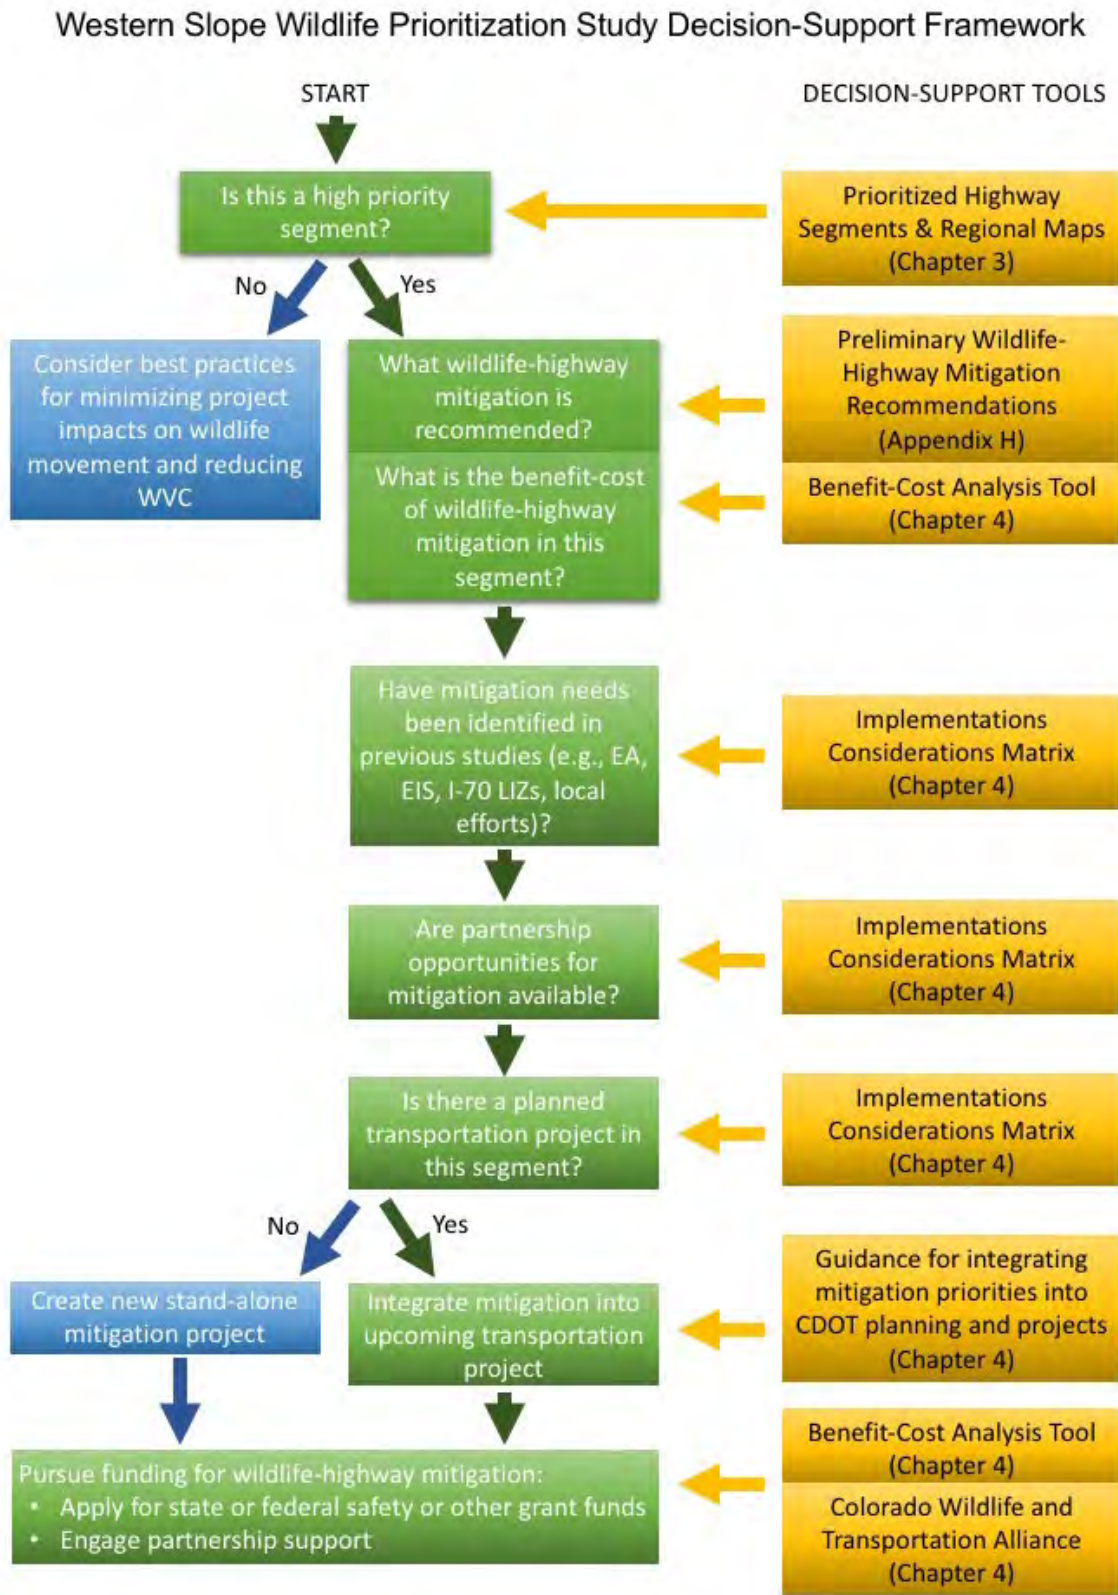 Western Slope Wildlife Prioritization Study Decision-Support Framework
START
DECISION-SUPPORT TOOLS
Is this a high priority
segment?
Prioritized Highway
Segments & Regional Maps
(Chapter 3)
No
Yes
Consider best practices
for minimizing project
impacts on wildlife
movement and reducing
WVC
What wildlife-highway
mitigation is
recommended?
Preliminary Wildlife-
Highway Mitigation
Recommendations
(Appendix H)
What is the benefit-cost
of wildlife-highway
mitigation in this
segment?
Benefit-Cost Analysis Tool
(Chapter 4)
Have mitigation needs
been identified in
previous studies (e.g., EA,
EIS, I-70 LIZs, local
efforts)?
Implementations
Considerations Matrix
(Chapter 4)
Are partnership
opportunities for
mitigation available?
Implementations
Considerations Matrix
(Chapter 4)
Is there a planned
transportation project in
this segment?
Implementations
Considerations Matrix
(Chapter 4)
No
Yes
Create new stand-alone
mitigation project
Integrate mitigation into
upcoming transportation
project
Guidance for integrating
mitigation priorities into
CDOT planning and projects
(Chapter 4)
Pursue funding for wildlife-highway mitigation:
• Apply for state or federal safety or other grant funds
• Engage partnership support
Benefit-Cost Analysis Tool
(Chapter 4)
Colorado Wildlife and
Transportation Alliance
(Chapter 4)